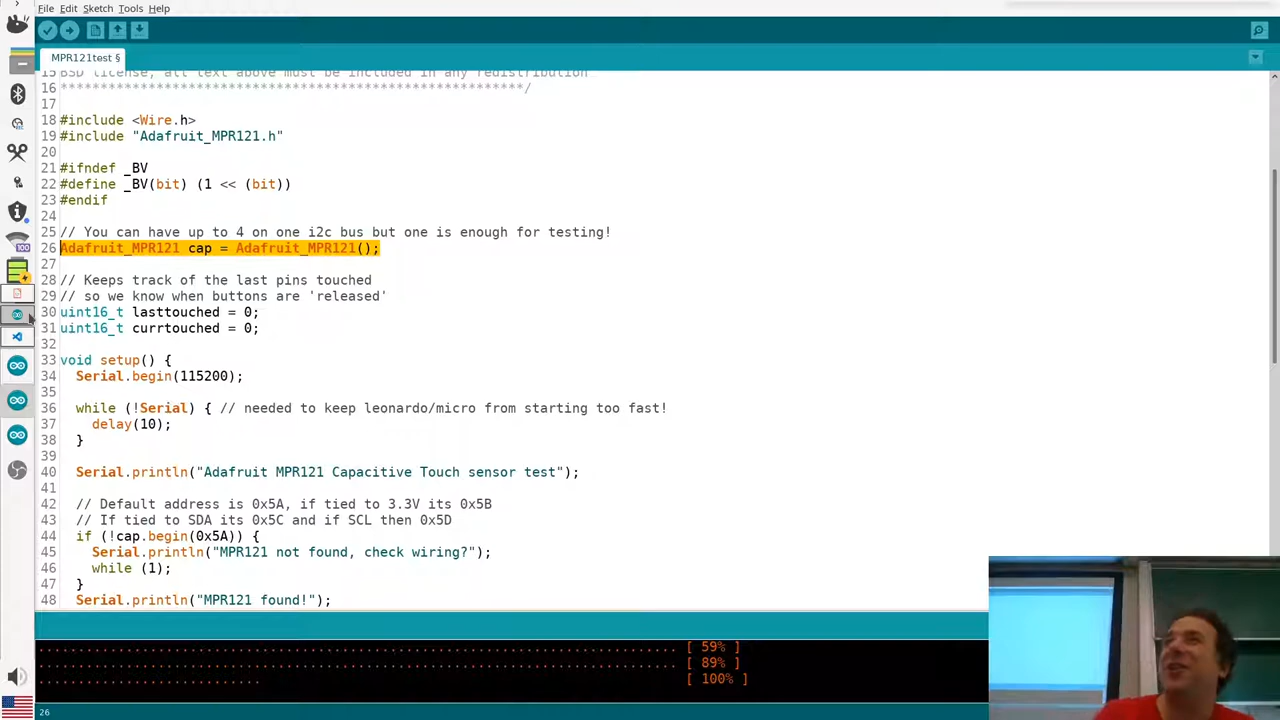 File Edit Sketch Tools Help
MPR121test §
15 BSD license, all text above must be included in any redistribution
16 **********************************************************/
17
18 #include <Wire.h>
19 #include "Adafruit_MPR121.h"
20
21 #ifndef _BV
22 #define _BV(bit) (1 << (bit))
23 #endif
24
25 // You can have up to 4 on one i2c bus but one is enough for testing!
26 Adafruit_MPR121 cap = Adafruit_MPR121();
27
28 // Keeps track of the last pins touched
29 // so we know when buttons are 'released'
30 uint16_t lasttouched = 0;
31 uint16_t currtouched = 0;
32
33 void setup() {
34 Serial.begin(115200);
35
36 while (!Serial) { // needed to keep leonardo/micro from starting too fast!
37 delay(10);
38 }
39
40 Serial.println("Adafruit MPR121 Capacitive Touch sensor test");
41
42 // Default address is 0x5A, if tied to 3.3V its 0x5B
43 // If tied to SDA its 0x5C and if SCL then 0x5D
44 if (!cap.begin(0x5A)) {
45 Serial.println("MPR121 not found, check wiring?");
46 while (1);
47 }
48 Serial.println("MPR121 found!");
100
................................................................................ [ 59% ]
................................................................................ [ 89% ]
............................ [ 100% ]
26